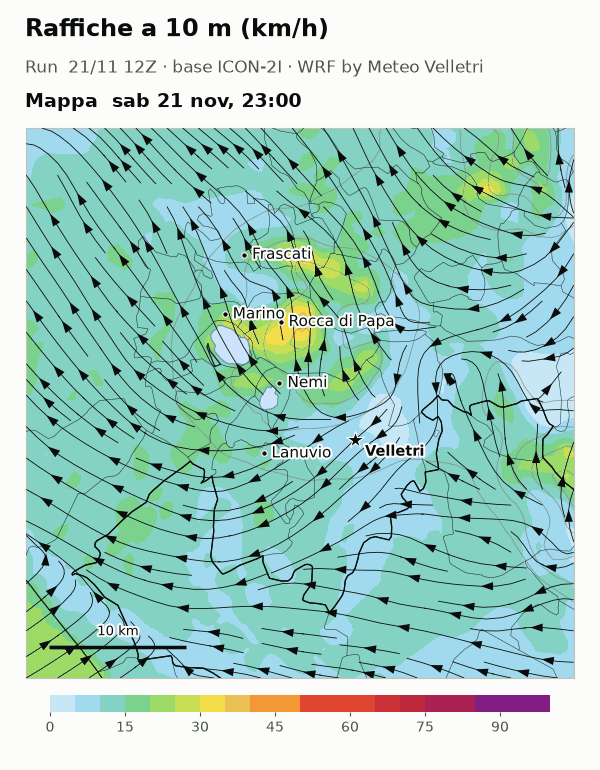 Raffiche a 10 m (km/h)
Run 21/11 12Z · base ICON-2I · WRF by Meteo Velletri
Mappa sab 21 nov, 23:00
Frascati
Marino
Rocca di Papa
Nemi
Lanuvio
Velletri
10 km
0 15 30 45 60 75 90